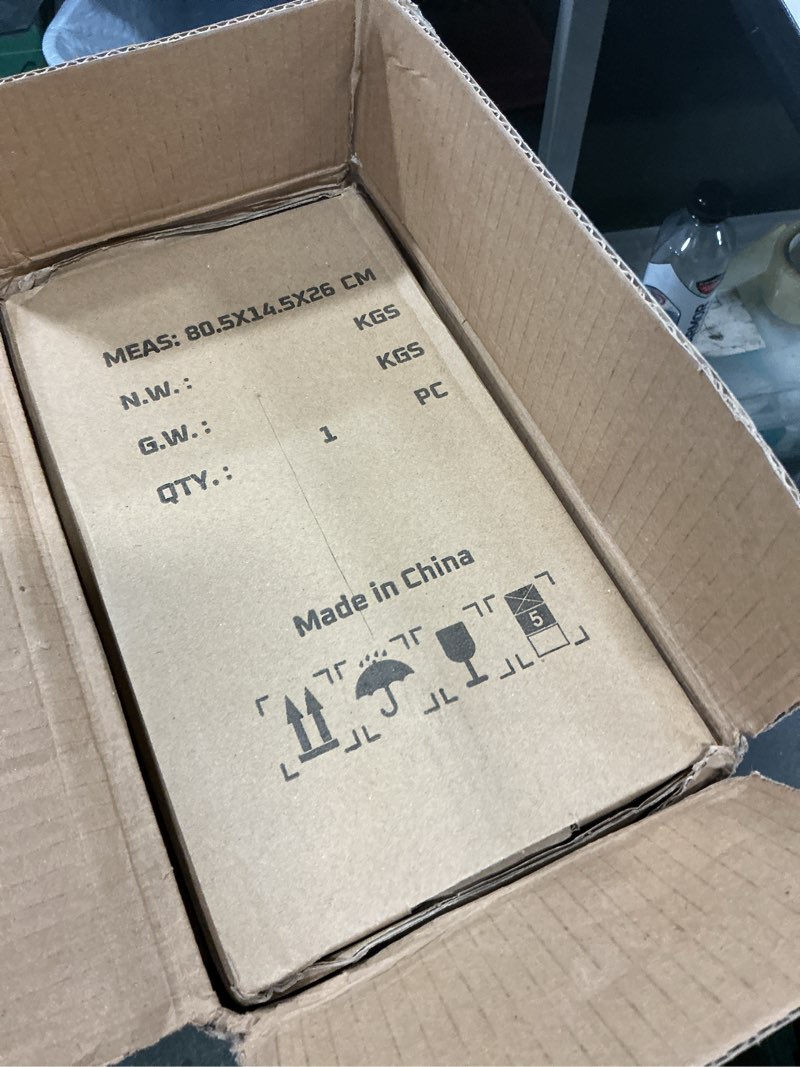 MEAS: 80.5X14.5X26 CM
N.W.: KGS
G.W.: KGS
QTY.: 1 PC
Made in China
5